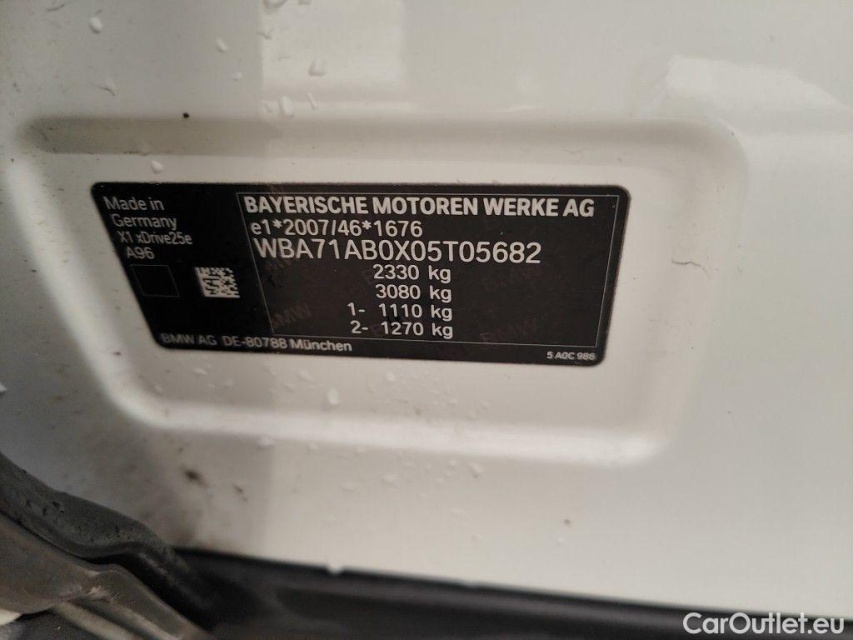 Made in
Germany
X1 xDrive25e
A96
BAYERISCHE MOTOREN WERKE AG
e1*2007/46*1676
WBA71AB0X05T05682
2330 kg
3080 kg
1- 1110 kg
2- 1270 kg
BMW AG DE-80788 München
5 A0C 986
CarOutlet.eu